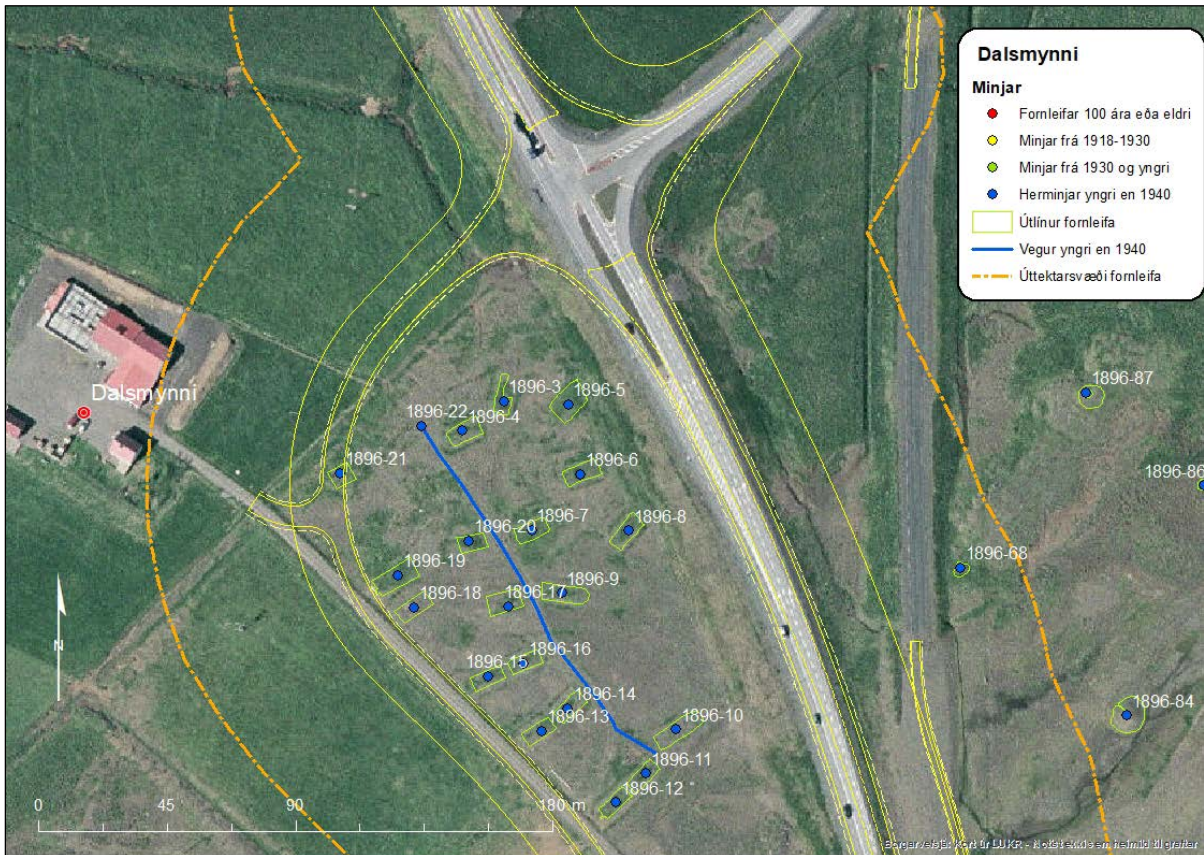 Dalsmynni
Minjar
Fornleifar 100 ára eða eldri
Minjar frá 1918-1930
Minjar frá 1930 og yngri
Herminjar yngri en 1940
Útlínur fornleifa
Vegur yngri en 1940
Úttektarsvæði fornleifa
1896-87
1896-3
1896-5
Dalsmynni
1896-22
1896-4
1896-21
1896-6
1896-86
1896-20
1896-7
1896-8
1896-68
1896-19
1896-18
1896-17
1896-9
N
1896-16
1896-15
1896-14
1896-84
1896-13
1896-10
1896-11
1896-12
0 45 90 180 m